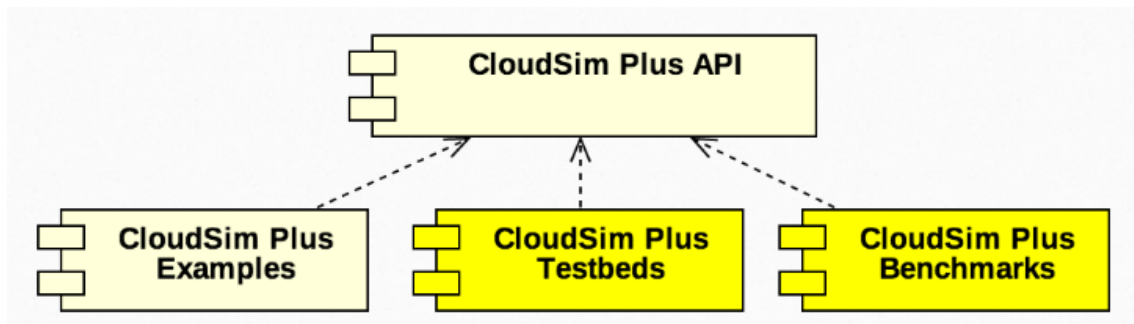 CloudSim Plus API
CloudSim Plus
Examples
CloudSim Plus
Testbeds
CloudSim Plus
Benchmarks